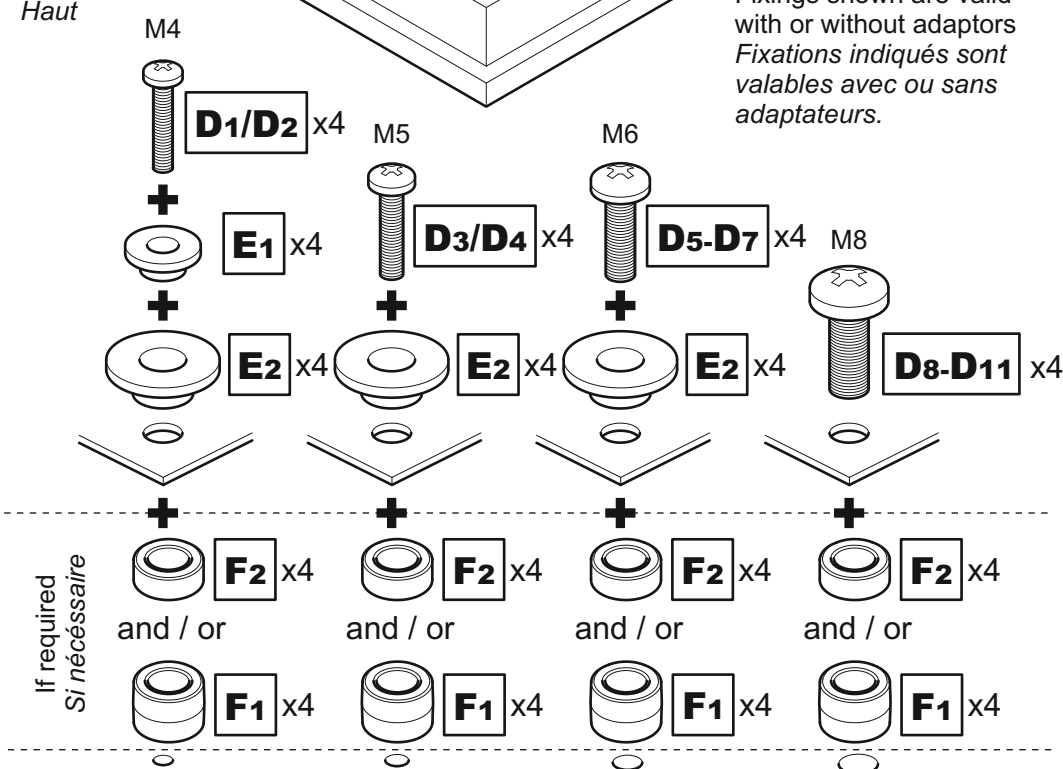 Haut
Fixings shown are valid
with or without adaptors
Fixations indiqués sont
valables avec ou sans
adaptateurs.
M4
D1/D2 x4
M5
M6
E1 x4
D3/D4 x4
D5-D7 x4
M8
E2 x4
E2 x4
E2 x4
D8-D11 x4
If required
Si nécéssaire
F2 x4
F2 x4
F2 x4
F2 x4
and / or
and / or
and / or
and / or
F1 x4
F1 x4
F1 x4
F1 x4